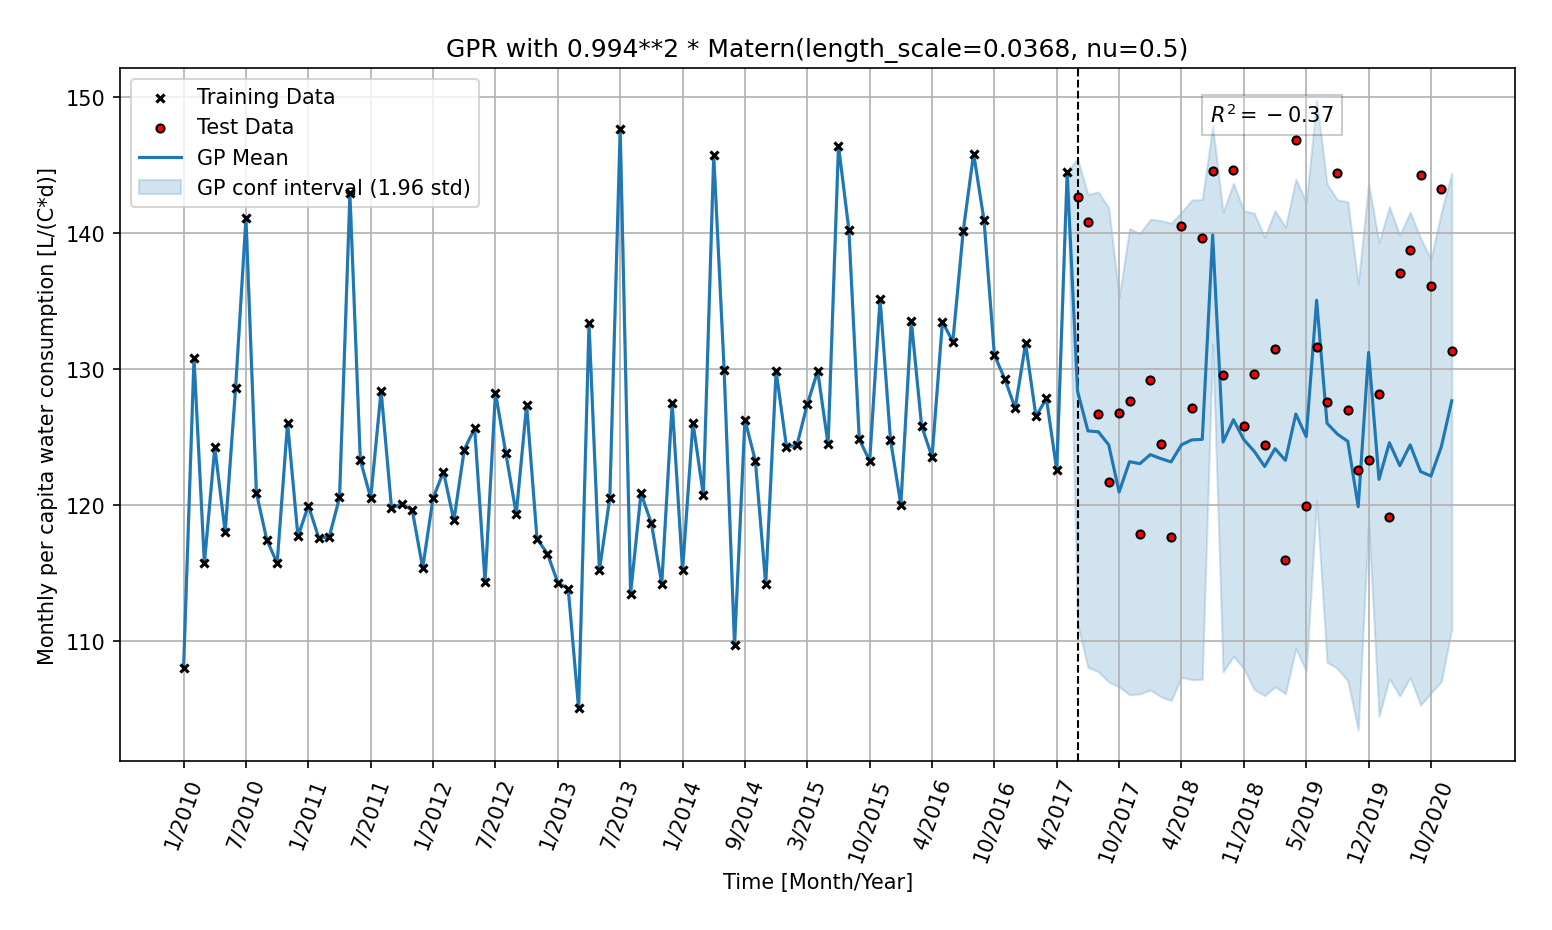 GPR with 0.994**2 * Matern(length_scale=0.0368, nu=0.5)
Training Data
Test Data
GP Mean
GP conf interval (1.96 std)
R² = −0.37
150
140
130
120
110
Monthly per capita water consumption [L/(C*d)]
1/2010 7/2010 1/2011 7/2011 1/2012 7/2012 1/2013 7/2013 1/2014 9/2014 3/2015 10/2015 4/2016 10/2016 4/2017 10/2017 4/2018 11/2018 5/2019 12/2019 10/2020
Time [Month/Year]